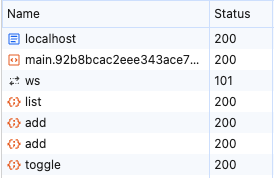 Name Status
localhost 200
main.92b8bcac2eee343ace7... 200
ws 101
list 200
add 200
add 200
toggle 200